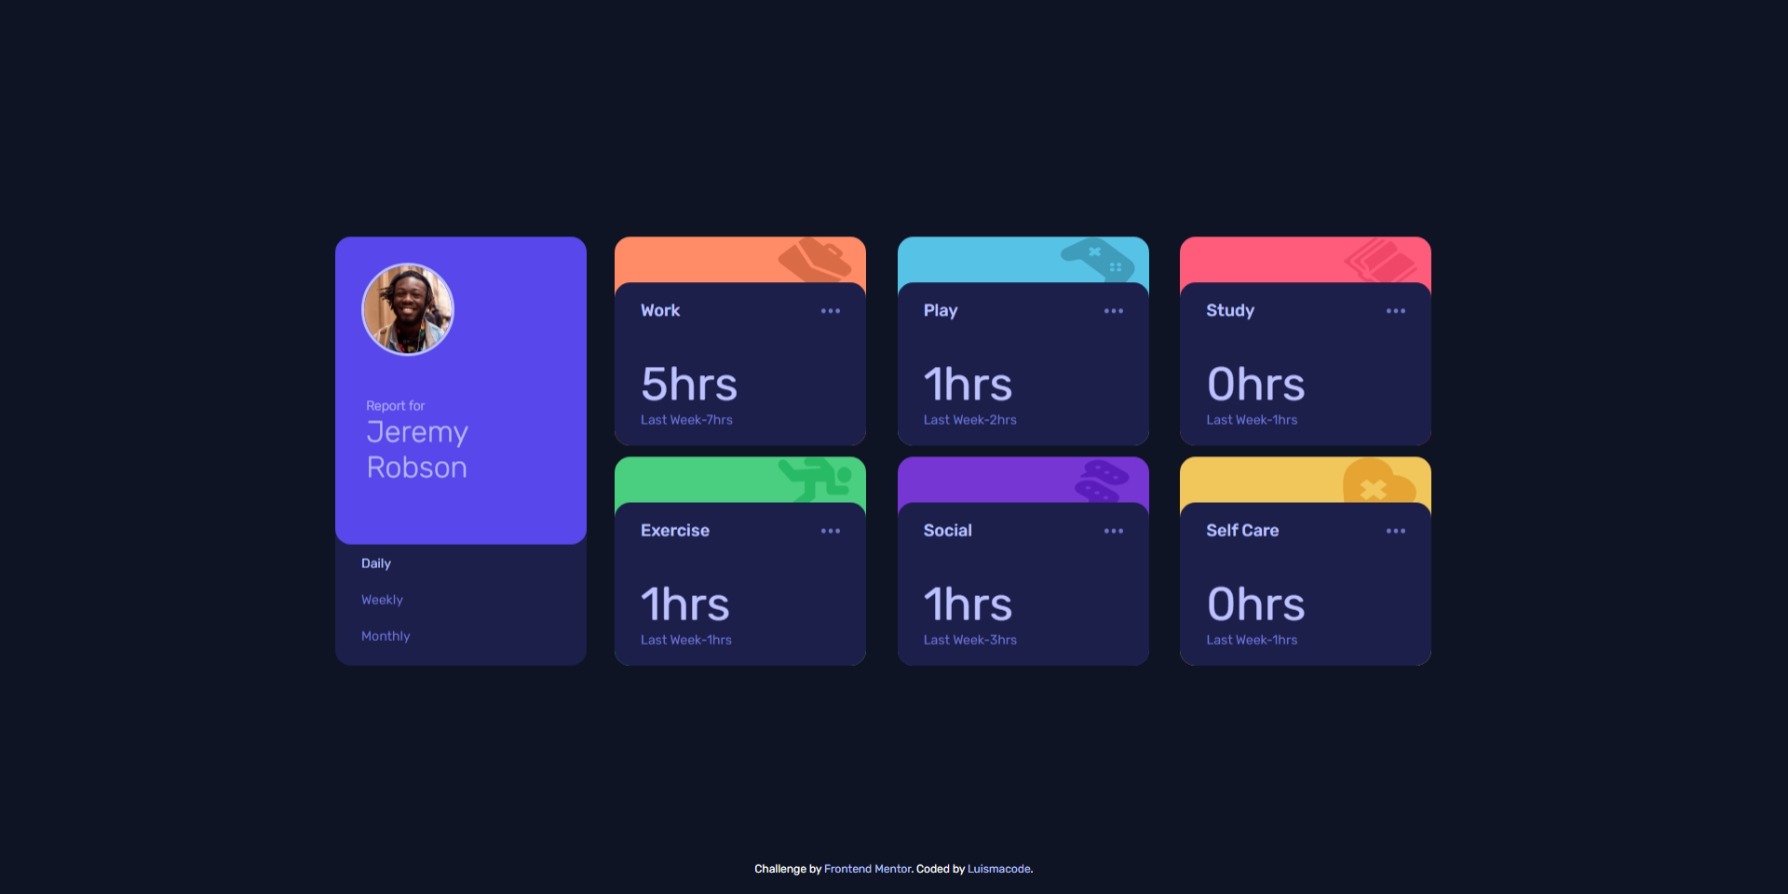 Report for
Jeremy
Robson
Daily
Weekly
Monthly
Work
5hrs
Last Week-7hrs
Play
1hrs
Last Week-2hrs
Study
0hrs
Last Week-1hrs
Exercise
1hrs
Last Week-1hrs
Social
1hrs
Last Week-3hrs
Self Care
0hrs
Last Week-1hrs
Challenge by Frontend Mentor. Coded by Luismacode.